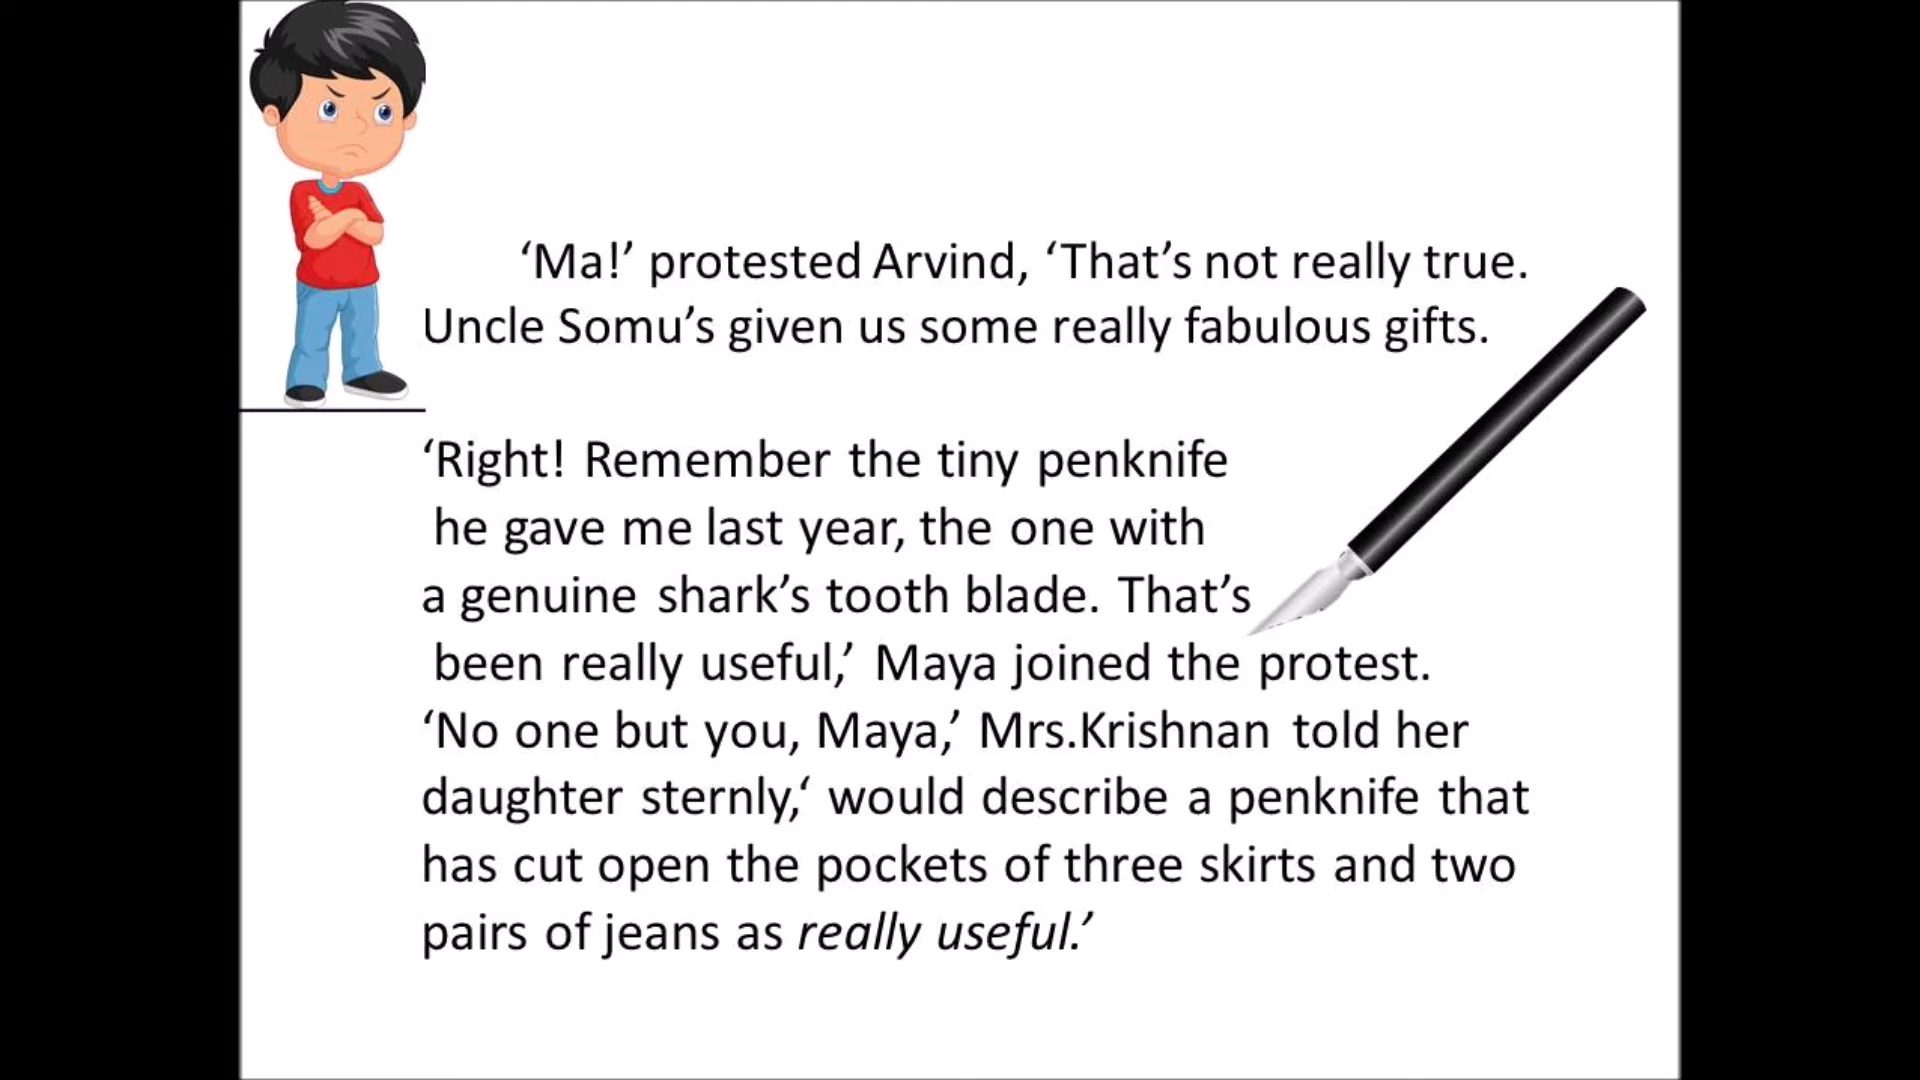 ‘Ma!’ protested Arvind, ‘That’s not really true.
Uncle Somu’s given us some really fabulous gifts.
‘Right! Remember the tiny penknife
he gave me last year, the one with
a genuine shark’s tooth blade. That’s
been really useful,’ Maya joined the protest.
‘No one but you, Maya,’ Mrs.Krishnan told her
daughter sternly,‘ would describe a penknife that
has cut open the pockets of three skirts and two
pairs of jeans as really useful.’